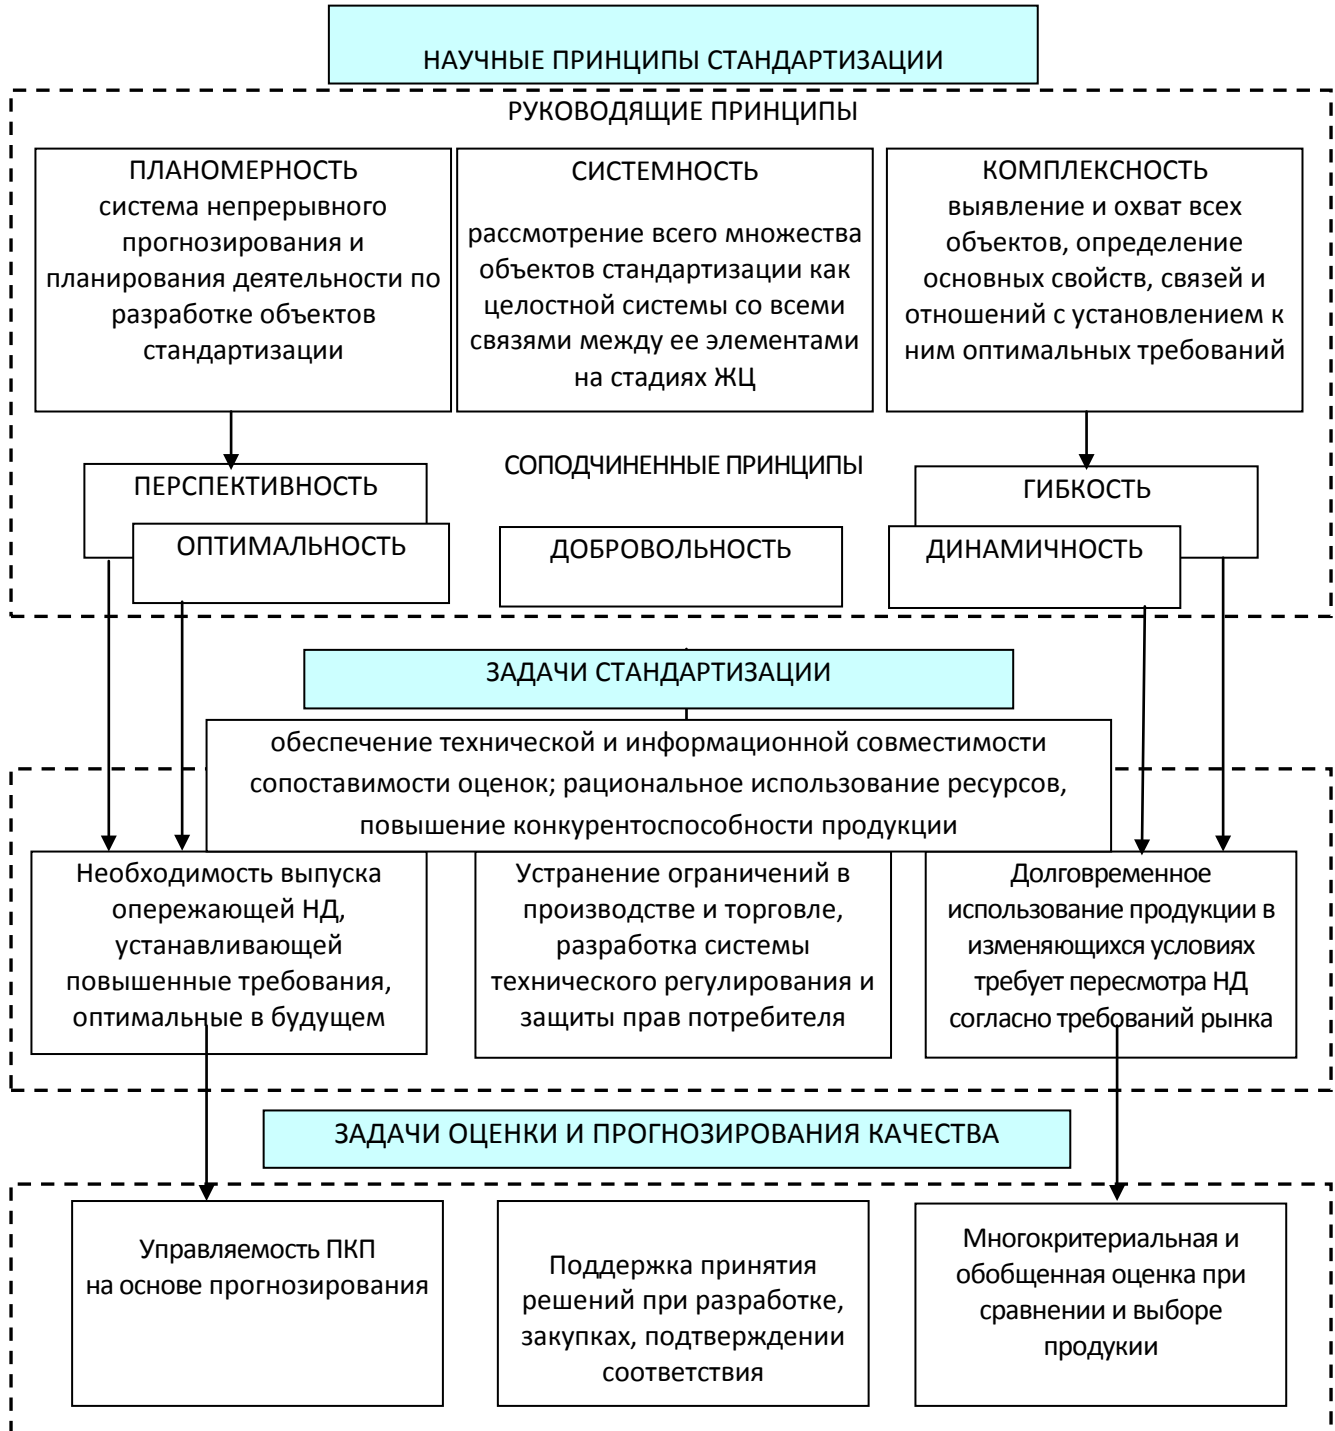 НАУЧНЫЕ ПРИНЦИПЫ СТАНДАРТИЗАЦИИ
РУКОВОДЯЩИЕ ПРИНЦИПЫ
ПЛАНОМЕРНОСТЬ
система непрерывного
прогнозирования и
планирования деятельности по
разработке объектов
стандартизации
СИСТЕМНОСТЬ
рассмотрение всего множества
объектов стандартизации как
целостной системы со всеми
связями между ее элементами
на стадиях ЖЦ
КОМПЛЕКСНОСТЬ
выявление и охват всех
объектов, определение
основных свойств, связей и
отношений с установлением к
ним оптимальных требований
СОПОДЧИНЕННЫЕ ПРИНЦИПЫ
ПЕРСПЕКТИВНОСТЬ
ОПТИМАЛЬНОСТЬ
ДОБРОВОЛЬНОСТЬ
ГИБКОСТЬ
ДИНАМИЧНОСТЬ
ЗАДАЧИ СТАНДАРТИЗАЦИИ
обеспечение технической и информационной совместимости
сопоставимости оценок; рациональное использование ресурсов,
повышение конкурентоспособности продукции
Необходимость выпуска
опережающей НД,
устанавливающей
повышенные требования,
оптимальные в будущем
Устранение ограничений в
производстве и торговле,
разработка системы
технического регулирования и
защиты прав потребителя
Долговременное
использование продукции в
изменяющихся условиях
требует пересмотра НД
согласно требований рынка
ЗАДАЧИ ОЦЕНКИ И ПРОГНОЗИРОВАНИЯ КАЧЕСТВА
Управляемость ПКП
на основе прогнозирования
Поддержка принятия
решений при разработке,
закупках, подтверждении
соответствия
Многокритериальная и
обобщенная оценка при
сравнении и выборе
продукии